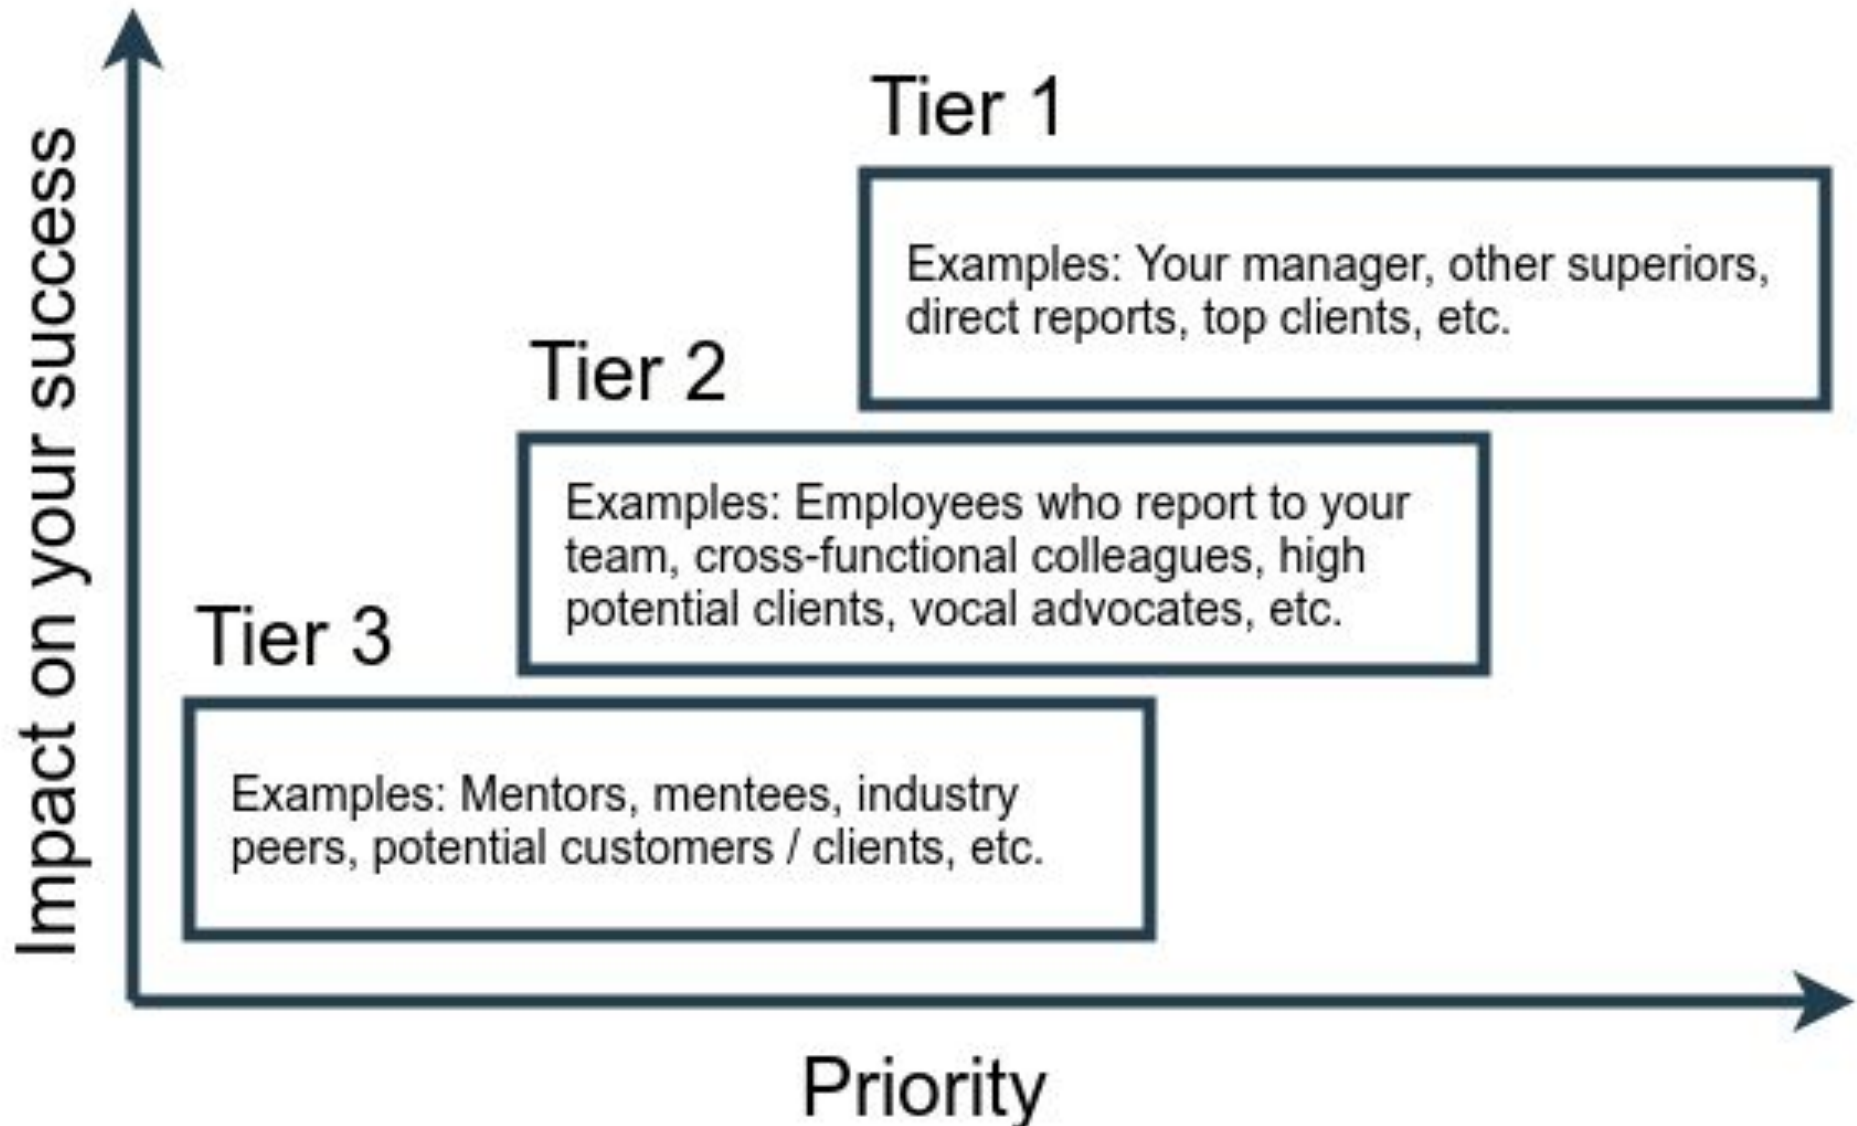 Impact on your success
Tier 1
Examples: Your manager, other superiors,
direct reports, top clients, etc.
Tier 2
Examples: Employees who report to your
team, cross-functional colleagues, high
potential clients, vocal advocates, etc.
Tier 3
Examples: Mentors, mentees, industry
peers, potential customers / clients, etc.
Priority